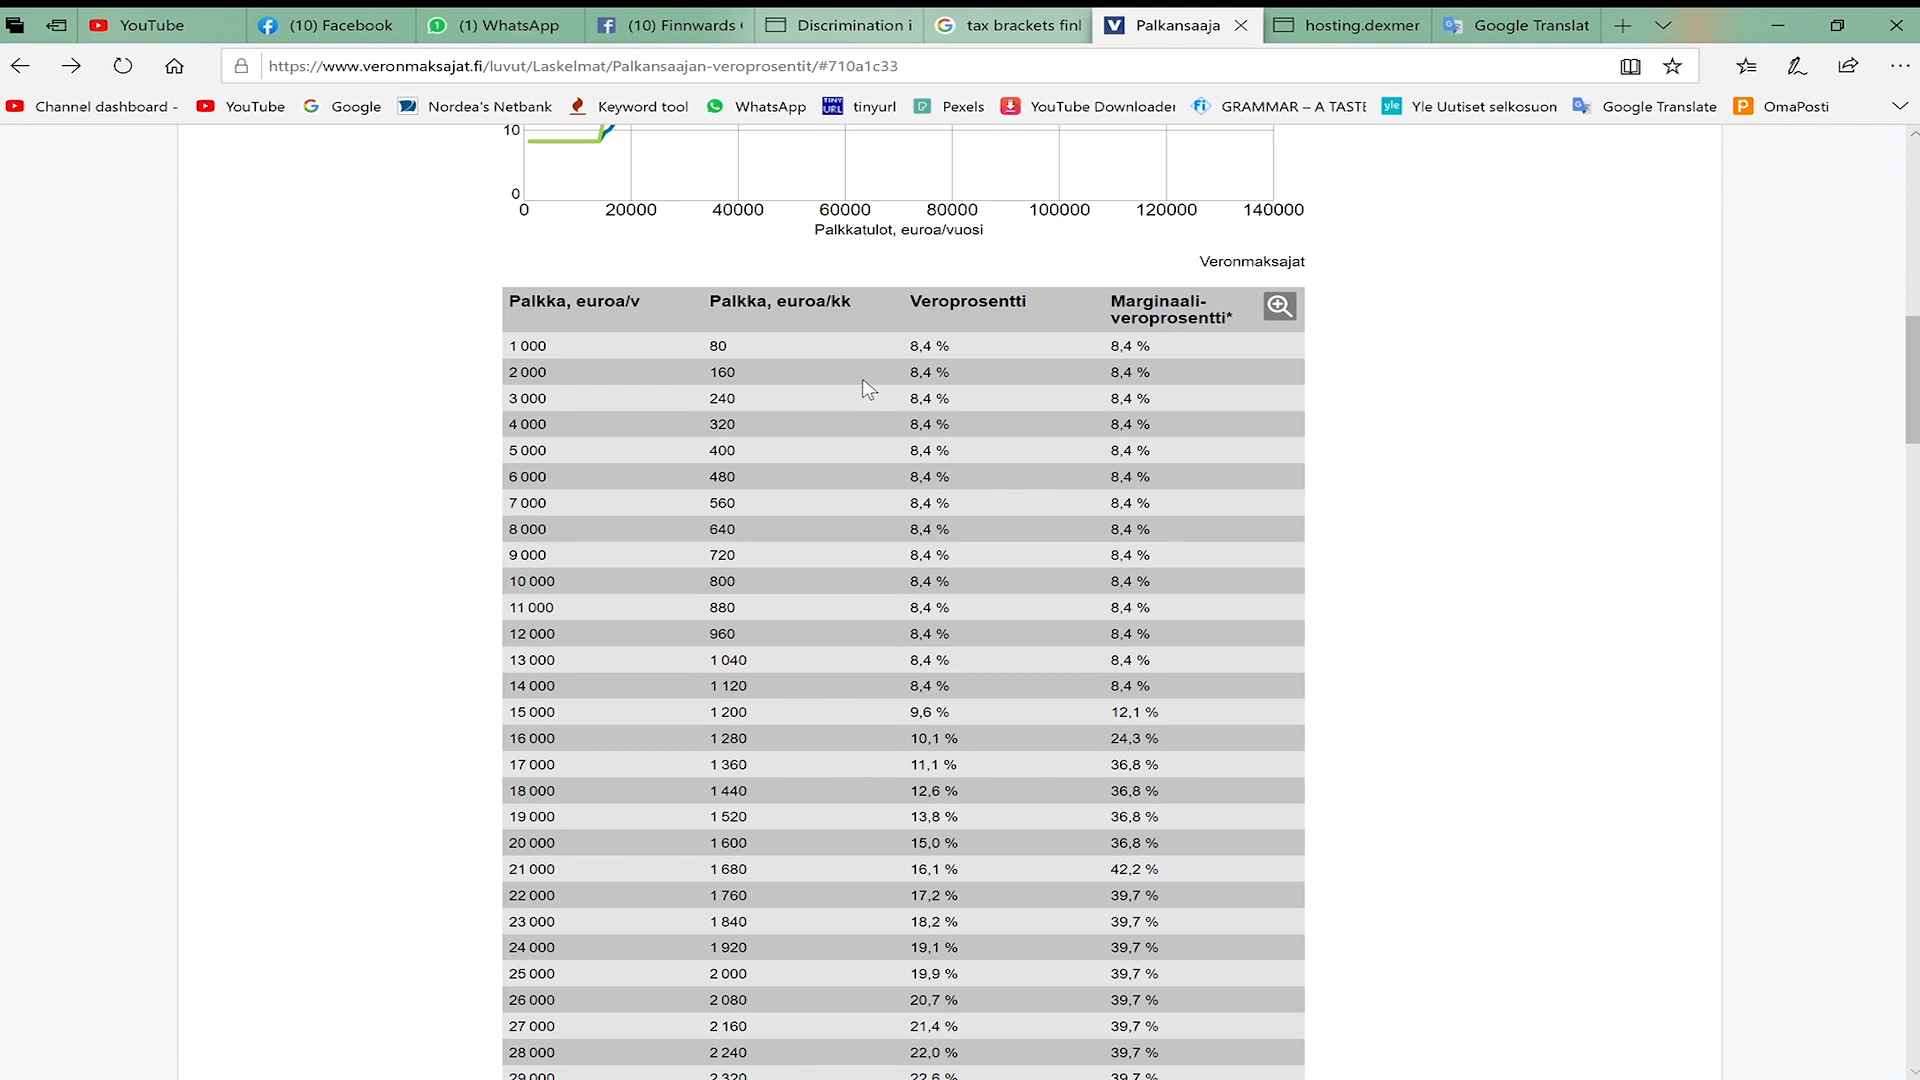 YouTube (10) Facebook (1) WhatsApp (10) Finnwards Discrimination i tax brackets finl Palkansaaja hosting.dexmer Google Translat
https://www.veronmaksajat.fi/luvut/Laskelmat/Palkansaajan-veroprosentit/#710a1c33
Channel dashboard - YouTube Google Nordea's Netbank Keyword tool WhatsApp TINY URL tinyurl Pexels YouTube Downloader GRAMMAR – A TASTE yle Yle Uutiset selkosuon Google Translate OmaPosti
10
0
0 20000 40000 60000 80000 100000 120000 140000
Palkkatulot, euroa/vuosi
Veronmaksajat
Palkka, euroa/v Palkka, euroa/kk Veroprosentti Marginaali-
veroprosentti*
1 000 80 8,4 % 8,4 %
2 000 160 8,4 % 8,4 %
3 000 240 8,4 % 8,4 %
4 000 320 8,4 % 8,4 %
5 000 400 8,4 % 8,4 %
6 000 480 8,4 % 8,4 %
7 000 560 8,4 % 8,4 %
8 000 640 8,4 % 8,4 %
9 000 720 8,4 % 8,4 %
10 000 800 8,4 % 8,4 %
11 000 880 8,4 % 8,4 %
12 000 960 8,4 % 8,4 %
13 000 1 040 8,4 % 8,4 %
14 000 1 120 8,4 % 8,4 %
15 000 1 200 9,6 % 12,1 %
16 000 1 280 10,1 % 24,3 %
17 000 1 360 11,1 % 36,8 %
18 000 1 440 12,6 % 36,8 %
19 000 1 520 13,8 % 36,8 %
20 000 1 600 15,0 % 36,8 %
21 000 1 680 16,1 % 42,2 %
22 000 1 760 17,2 % 39,7 %
23 000 1 840 18,2 % 39,7 %
24 000 1 920 19,1 % 39,7 %
25 000 2 000 19,9 % 39,7 %
26 000 2 080 20,7 % 39,7 %
27 000 2 160 21,4 % 39,7 %
28 000 2 240 22,0 % 39,7 %
29 000 2 320 22,6 % 39,7 %